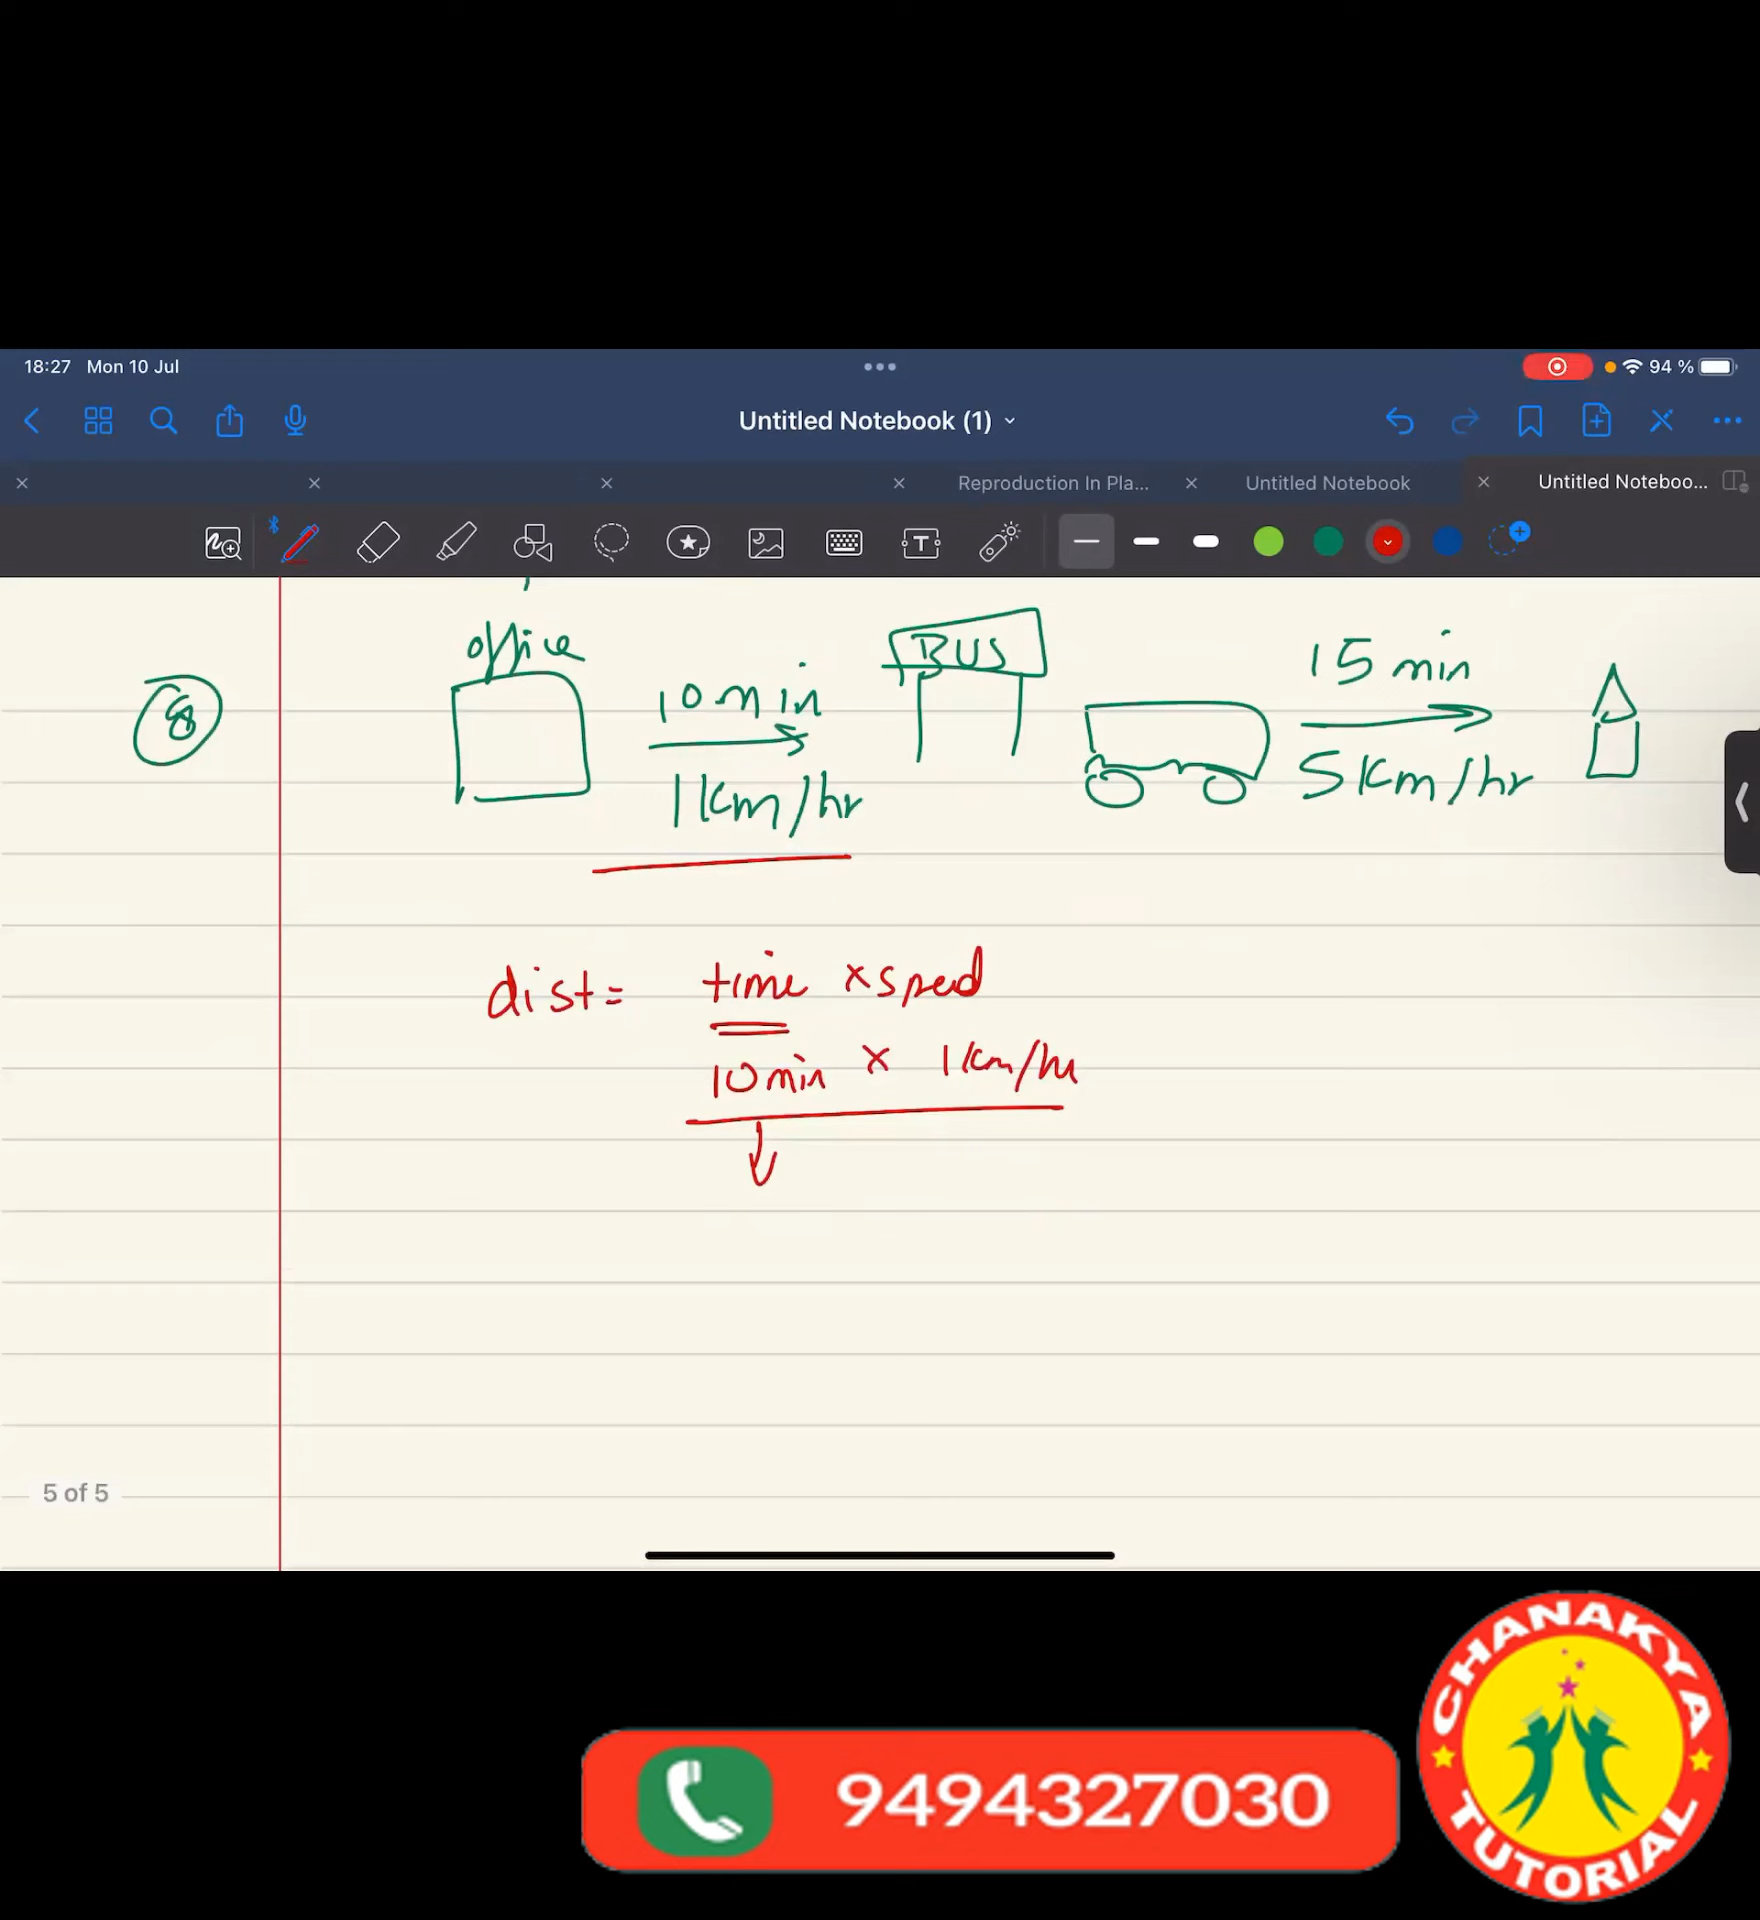 18:27 Mon 10 Jul
94 %
Untitled Notebook (1)
Reproduction In Pla...
Untitled Notebook
Untitled Noteboo...
T
office
BUS
15 min
8
10 min
1 km/hr
5 km/hr
dist = time x speed
10 min x 1 km/hr
5 of 5
CHANAKYA
TUTORIAL
9494327030